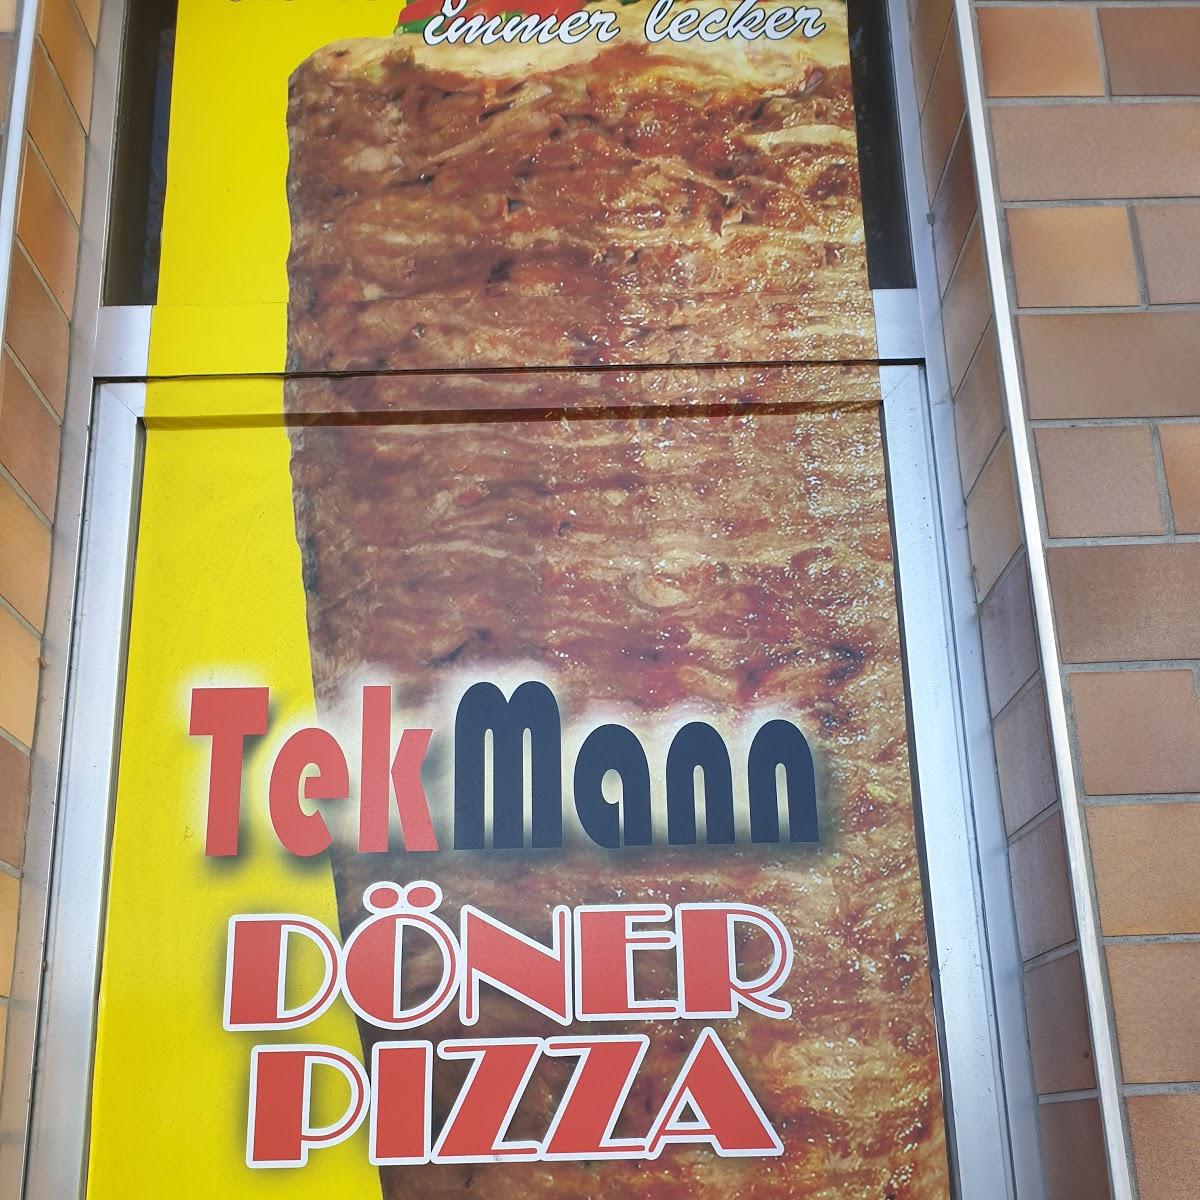 immer lecker
TekMann
DÖNER
PIZZA